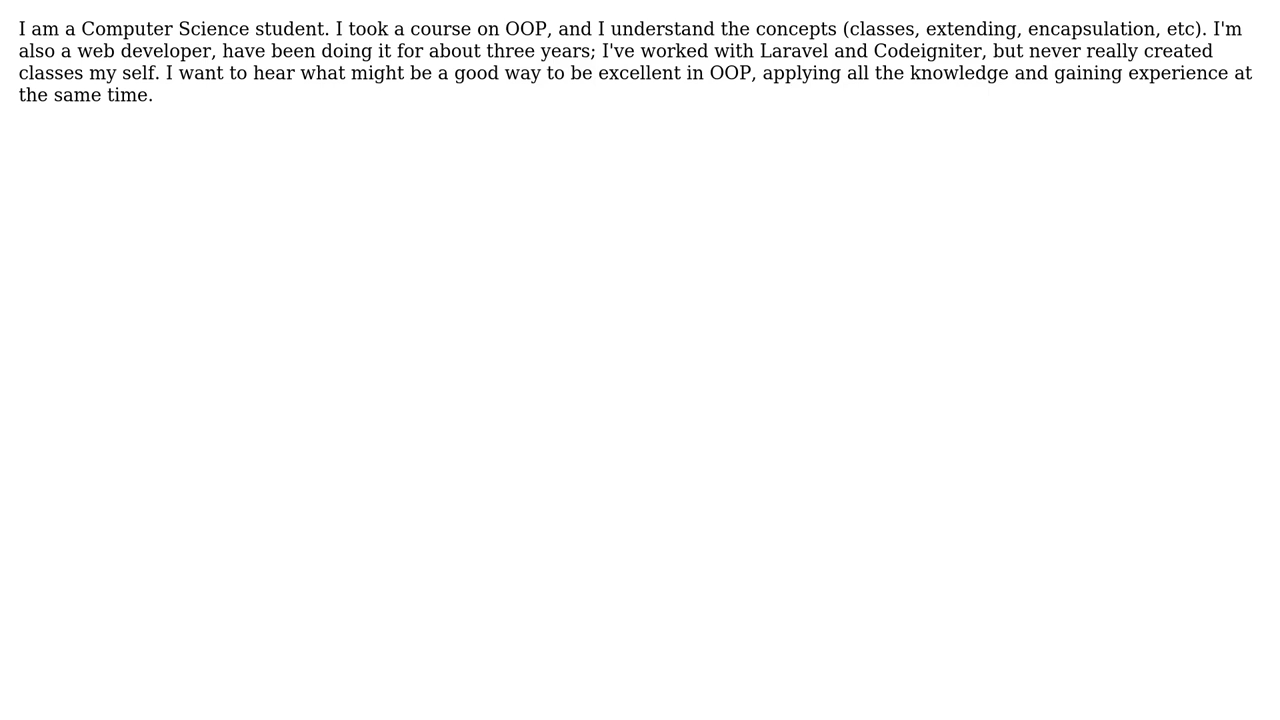 I am a Computer Science student. I took a course on OOP, and I understand the concepts (classes, extending, encapsulation, etc). I'm
also a web developer, have been doing it for about three years; I've worked with Laravel and Codeigniter, but never really created
classes my self. I want to hear what might be a good way to be excellent in OOP, applying all the knowledge and gaining experience at
the same time.